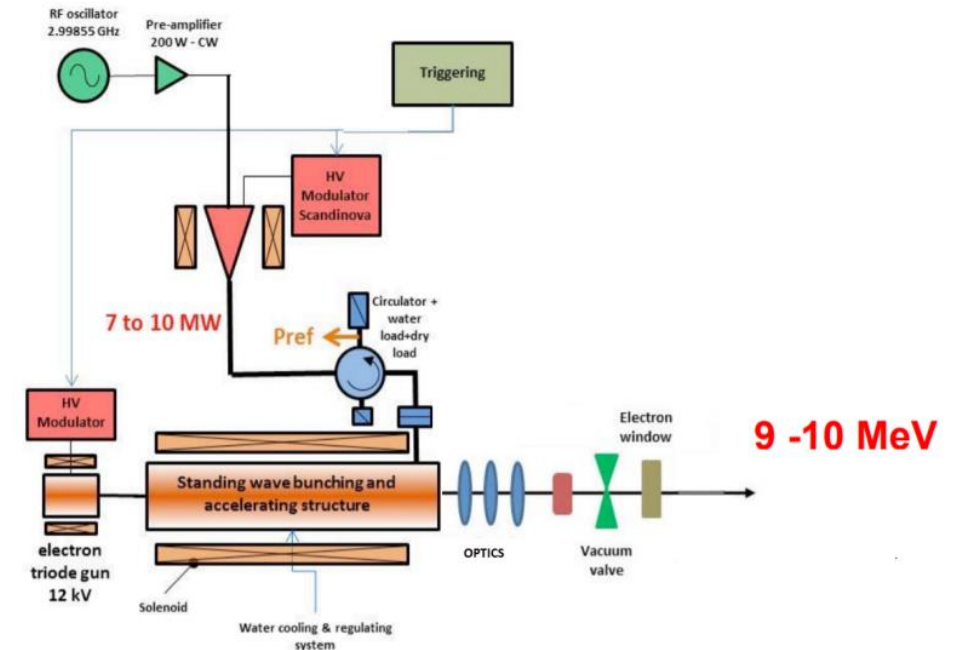 RF oscillator
2.99855 GHz
Pre-amplifier
200 W - CW
Triggering
HV
Modulator
Scandinova
7 to 10 MW
Pref
Circulator +
water
load+dry
load
HV
Modulator
Electron
window
9 -10 MeV
Standing wave bunching and
accelerating structure
OPTICS
Vacuum
valve
electron
triode gun
12 kV
Solenoid
Water cooling & regulating
system